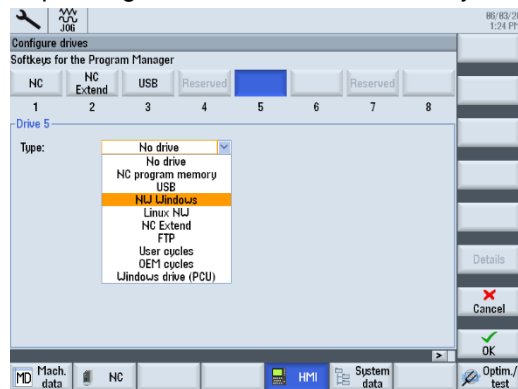 JOG
06/03/20
1:24 PM
Configure drives
Softkeys for the Program Manager
NC
NC Extend
USB
Reserved
Reserved
1 2 3 4 5 6 7 8
Drive 5
Type:
No drive
No drive
NC program memory
USB
NW Windows
Linux NW
NC Extend
FTP
User cycles
OEM cycles
Windows drive (PCU)
Details
Cancel
OK
MD
Mach. data
NC
HMI
System data
Optim./ test